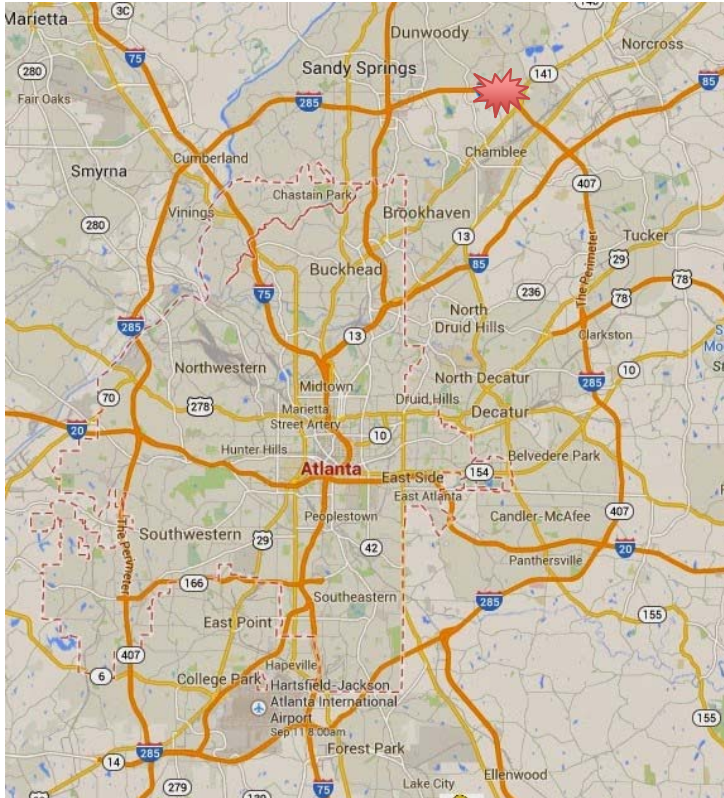 Marietta
3C
140
Dunwoody
Norcross
75
Sandy Springs
141
280
85
Fair Oaks
285
Cumberland
Chamblee
Smyrna
407
Chastain Park
Vinings
Brookhaven
280
13
Tucker
85
29
Buckhead
The Perimeter
78
75
236
78
North
Druid Hills
285
13
Clarkston
Northwestern
10
North Decatur
285
Midtown
70
Druid Hills
278
Marietta
Street Artery
Decatur
20
10
Hunter Hills
Belvedere Park
Atlanta
154
East Side
East Atlanta
407
Peoplestown
Candler-McAfee
The Perimeter
Southwestern
29
42
20
Panthersville
166
Southeastern
285
155
East Point
407
Hapeville
6
College Park
Hartsfield-Jackson
Atlanta International
Airport
Sep 11 8:00am
155
285
Forest Park
14
Ellenwood
279
75
Lake City